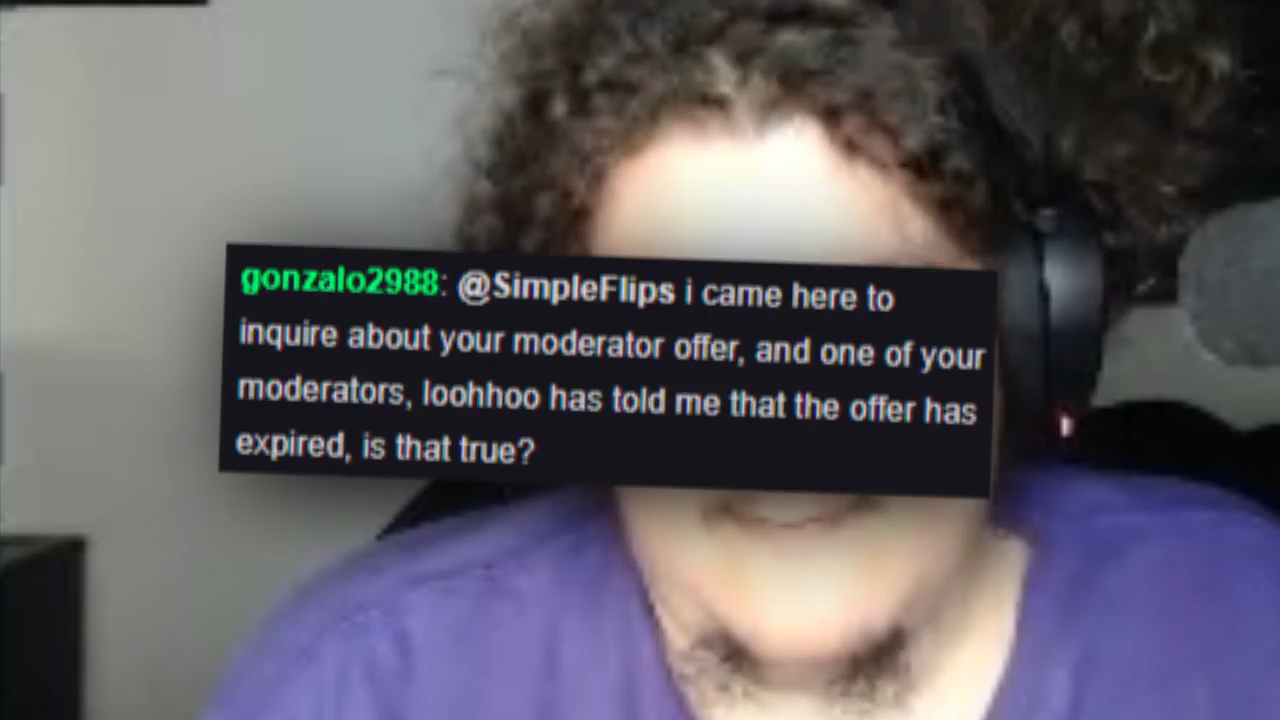 gonzalo2988: @SimpleFlips i came here to
inquire about your moderator offer, and one of your
moderators, loohhoo has told me that the offer has
expired, is that true?